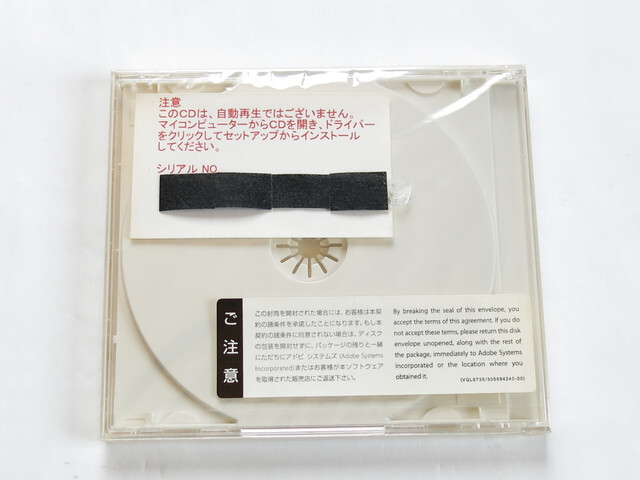 注意
このCDは、自動再生ではございません。
マイコンピューターからCDを開き、ドライバー
をクリックしてセットアップからインストール
してください。
シリアル NO.
ご注意
この封筒を開封された場合には、お客様は本契
約の諸条件を承諾したことになります。もし本
契約の諸条件に同意されない場合は、ディスク
の包装を開封せずに、パッケージの残りと一緒
にただちにアドビ システムズ (Adobe Systems
Incorporated)またはお客様が本ソフトウェア
を取得された販売店にご返送下さい。
By breaking the seal of this envelope, you
accept the terms of this agreement. If you do
not accept these terms, please return this disk
envelope unopened, along with the rest of
the package, immediately to Adobe Systems
Incorporated or the location where you
obtained it.
(VQL6735/505694240-00)